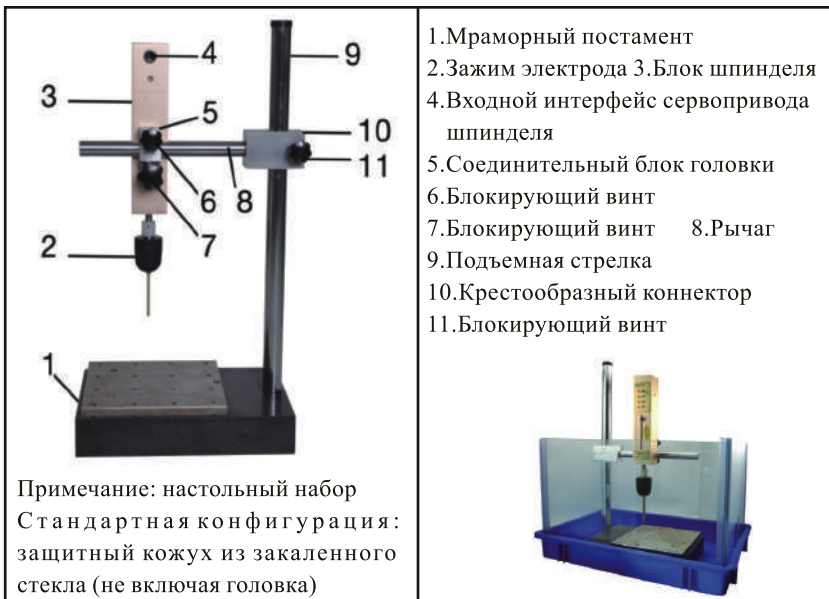 4
9
3
5
10
11
6
8
2
7
1
Примечание: настольный набор
Стандартная конфигурация:
защитный кожух из закаленного
стекла (не включая головка)
1.Мраморный постамент
2.Зажим электрода 3.Блок шпинделя
4.Входной интерфейс сервопривода
шпинделя
5.Соединительный блок головки
6.Блокирующий винт
7.Блокирующий винт 8.Рычаг
9.Подъемная стрелка
10.Крестообразный коннектор
11.Блокирующий винт